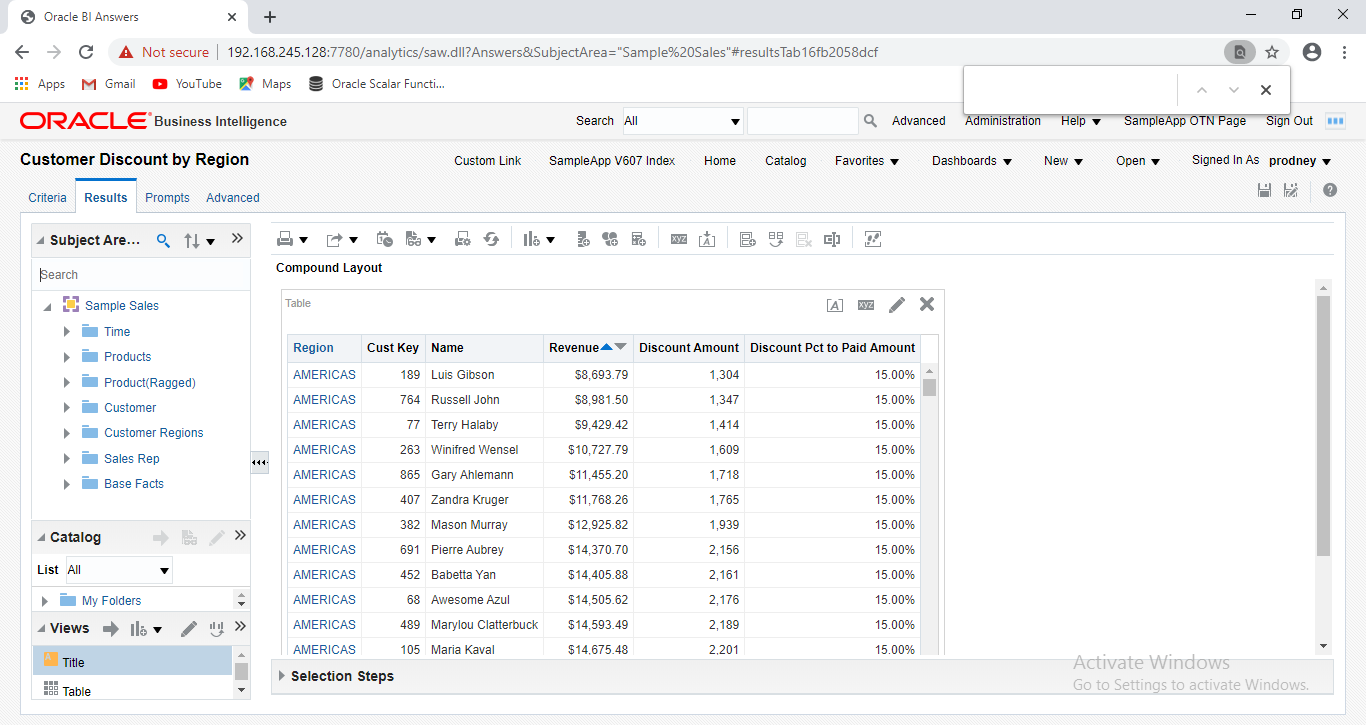 Oracle BI Answers
Not secure 192.168.245.128:7780/analytics/saw.dll?Answers&SubjectArea="Sample%20Sales"#resultsTab16fb2058dcf
Apps Gmail YouTube Maps Oracle Scalar Functi...
ORACLE Business Intelligence Search All Advanced Administration Help SampleApp OTN Page Sign Out
Customer Discount by Region Custom Link SampleApp V607 Index Home Catalog Favorites Dashboards New Open Signed In As prodney
Criteria Results Prompts Advanced
Subject Are...
Search
Sample Sales
Time
Products
Product(Ragged)
Customer
Customer Regions
Sales Rep
Base Facts
Catalog
List All
My Folders
Views
Title
Table
Compound Layout
Table
Region Cust Key Name Revenue Discount Amount Discount Pct to Paid Amount
AMERICAS 189 Luis Gibson $8,693.79 1,304 15.00%
AMERICAS 764 Russell John $8,981.50 1,347 15.00%
AMERICAS 77 Terry Halaby $9,429.42 1,414 15.00%
AMERICAS 263 Winifred Wensel $10,727.79 1,609 15.00%
AMERICAS 865 Gary Ahlemann $11,455.20 1,718 15.00%
AMERICAS 407 Zandra Kruger $11,768.26 1,765 15.00%
AMERICAS 382 Mason Murray $12,925.82 1,939 15.00%
AMERICAS 691 Pierre Aubrey $14,370.70 2,156 15.00%
AMERICAS 452 Babetta Yan $14,405.88 2,161 15.00%
AMERICAS 68 Awesome Azul $14,505.62 2,176 15.00%
AMERICAS 489 Marylou Clatterbuck $14,593.49 2,189 15.00%
AMERICAS 105 Maria Kaval $14,675.48 2,201 15.00%
Selection Steps
Activate Windows
Go to Settings to activate Windows.